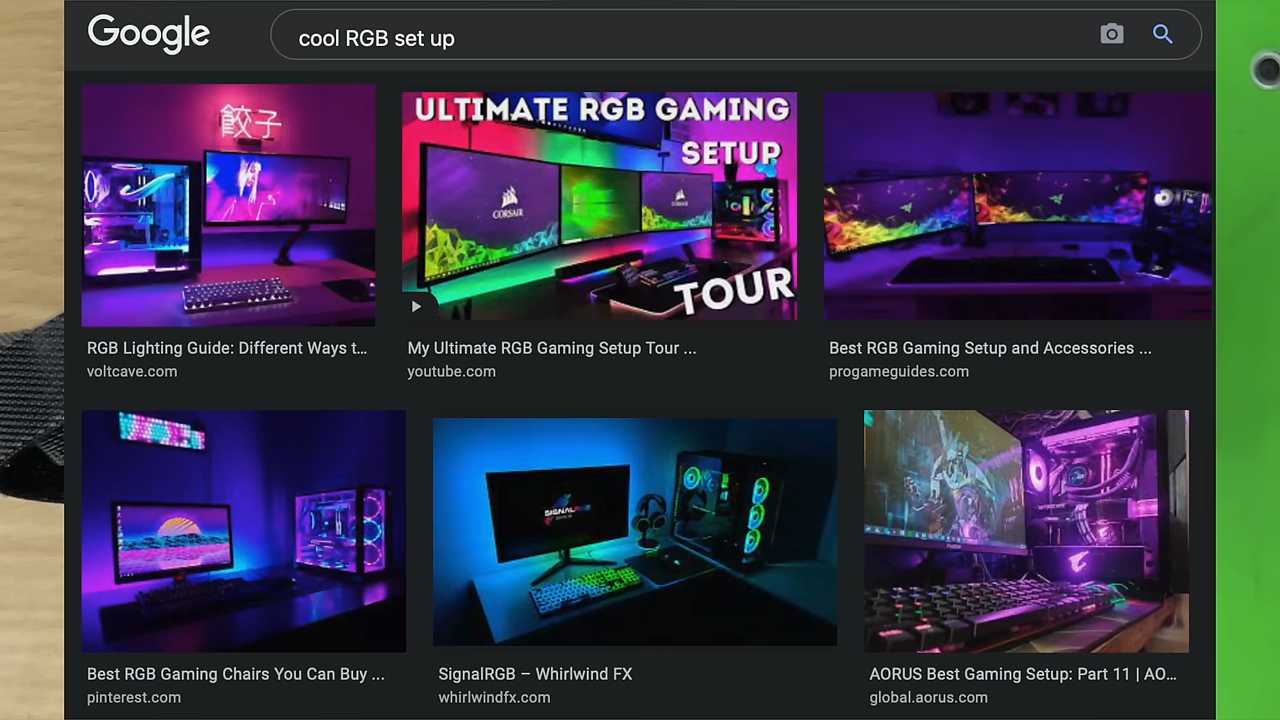 Google
cool RGB set up
餃子
ULTIMATE RGB GAMING
SETUP
CORSAIR
CORSAIR
TOUR
RGB Lighting Guide: Different Ways t...
voltcave.com
My Ultimate RGB Gaming Setup Tour ...
youtube.com
Best RGB Gaming Setup and Accessories ...
progameguides.com
SIGNALRGB
Best RGB Gaming Chairs You Can Buy ...
pinterest.com
SignalRGB – Whirlwind FX
whirlwindfx.com
AORUS Best Gaming Setup: Part 11 | AO...
global.aorus.com